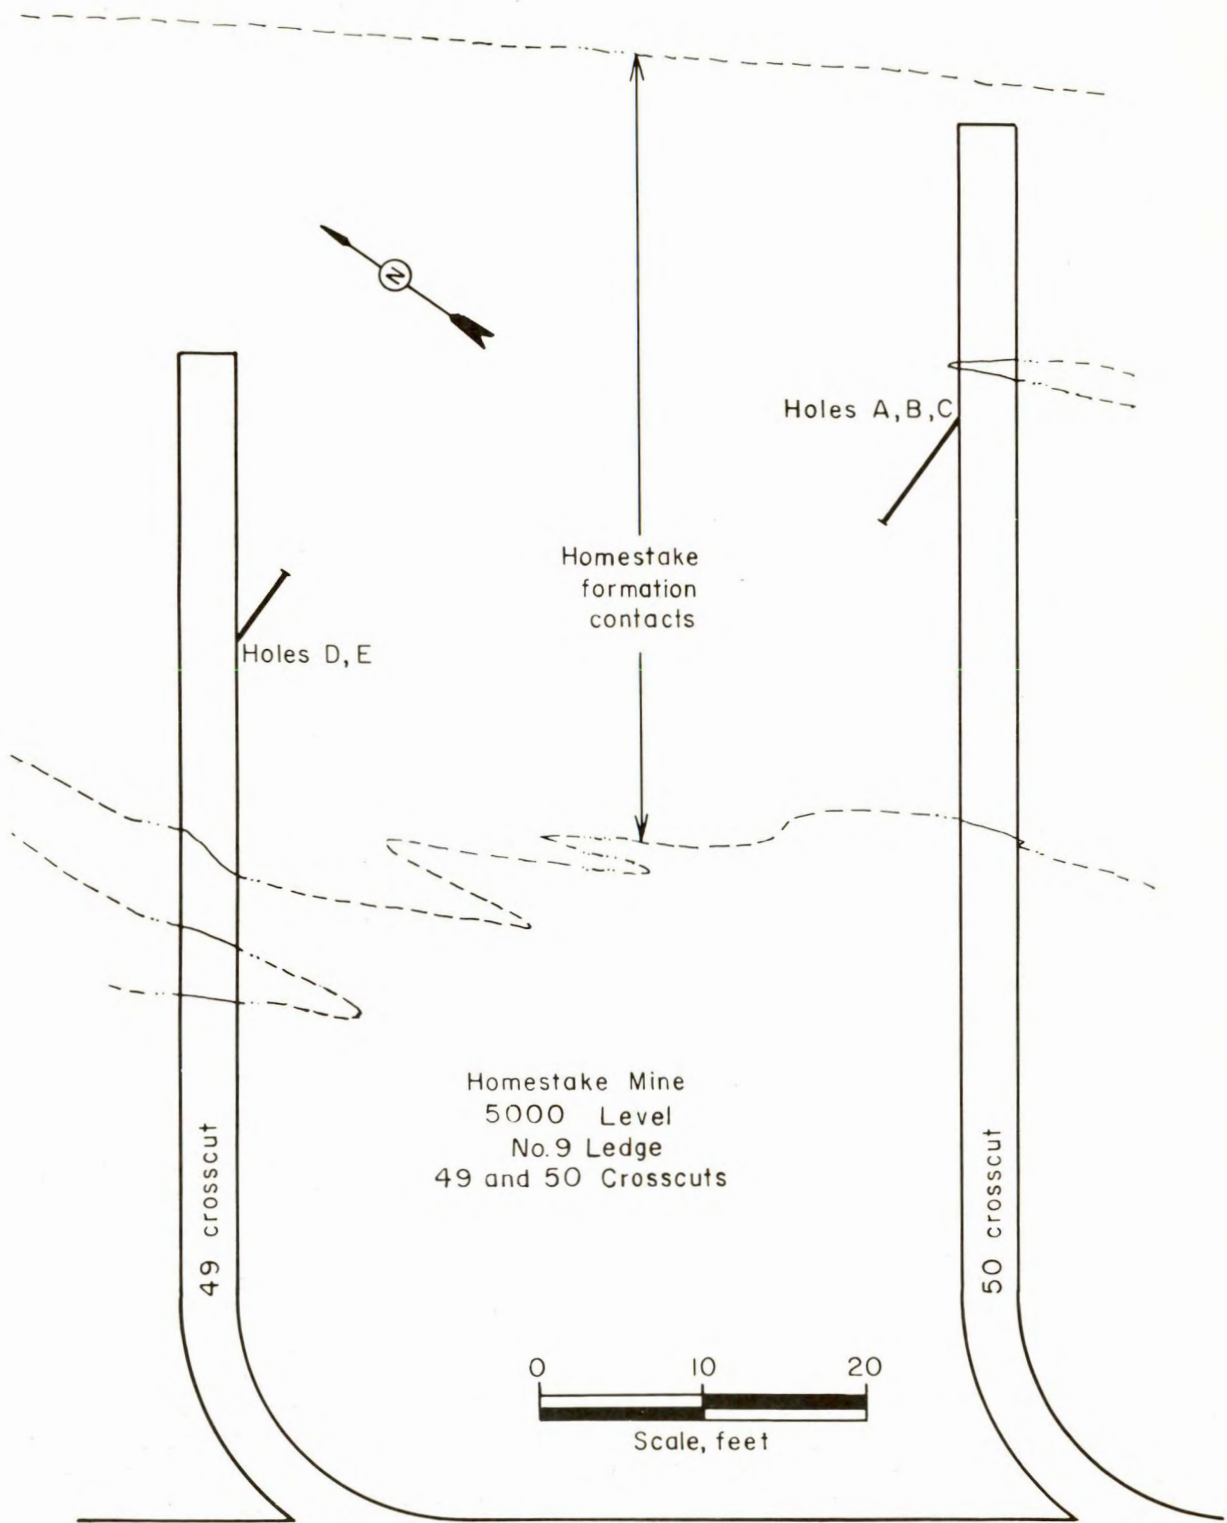 N
Holes A,B,C
Homestake
formation
contacts
Holes D,E
Homestake Mine
5000 Level
No.9 Ledge
49 and 50 Crosscuts
49 crosscut
50 crosscut
0 10 20
Scale, feet